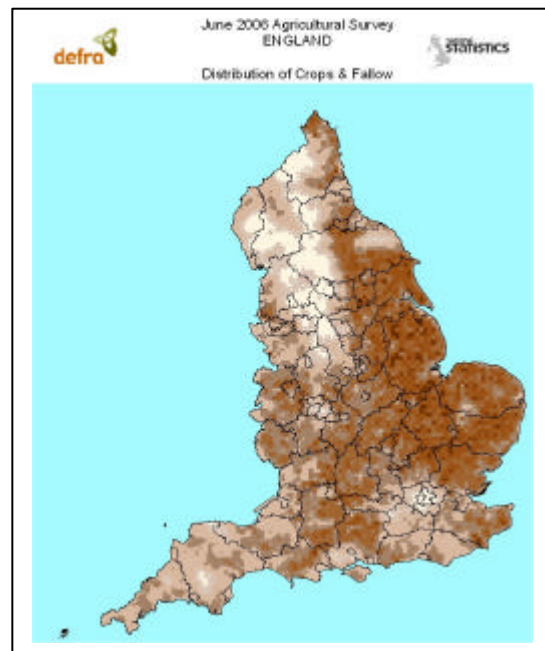 June 2006 Agricultural Survey
ENGLAND
defra
STATISTICS
Distribution of Crops & Fallow